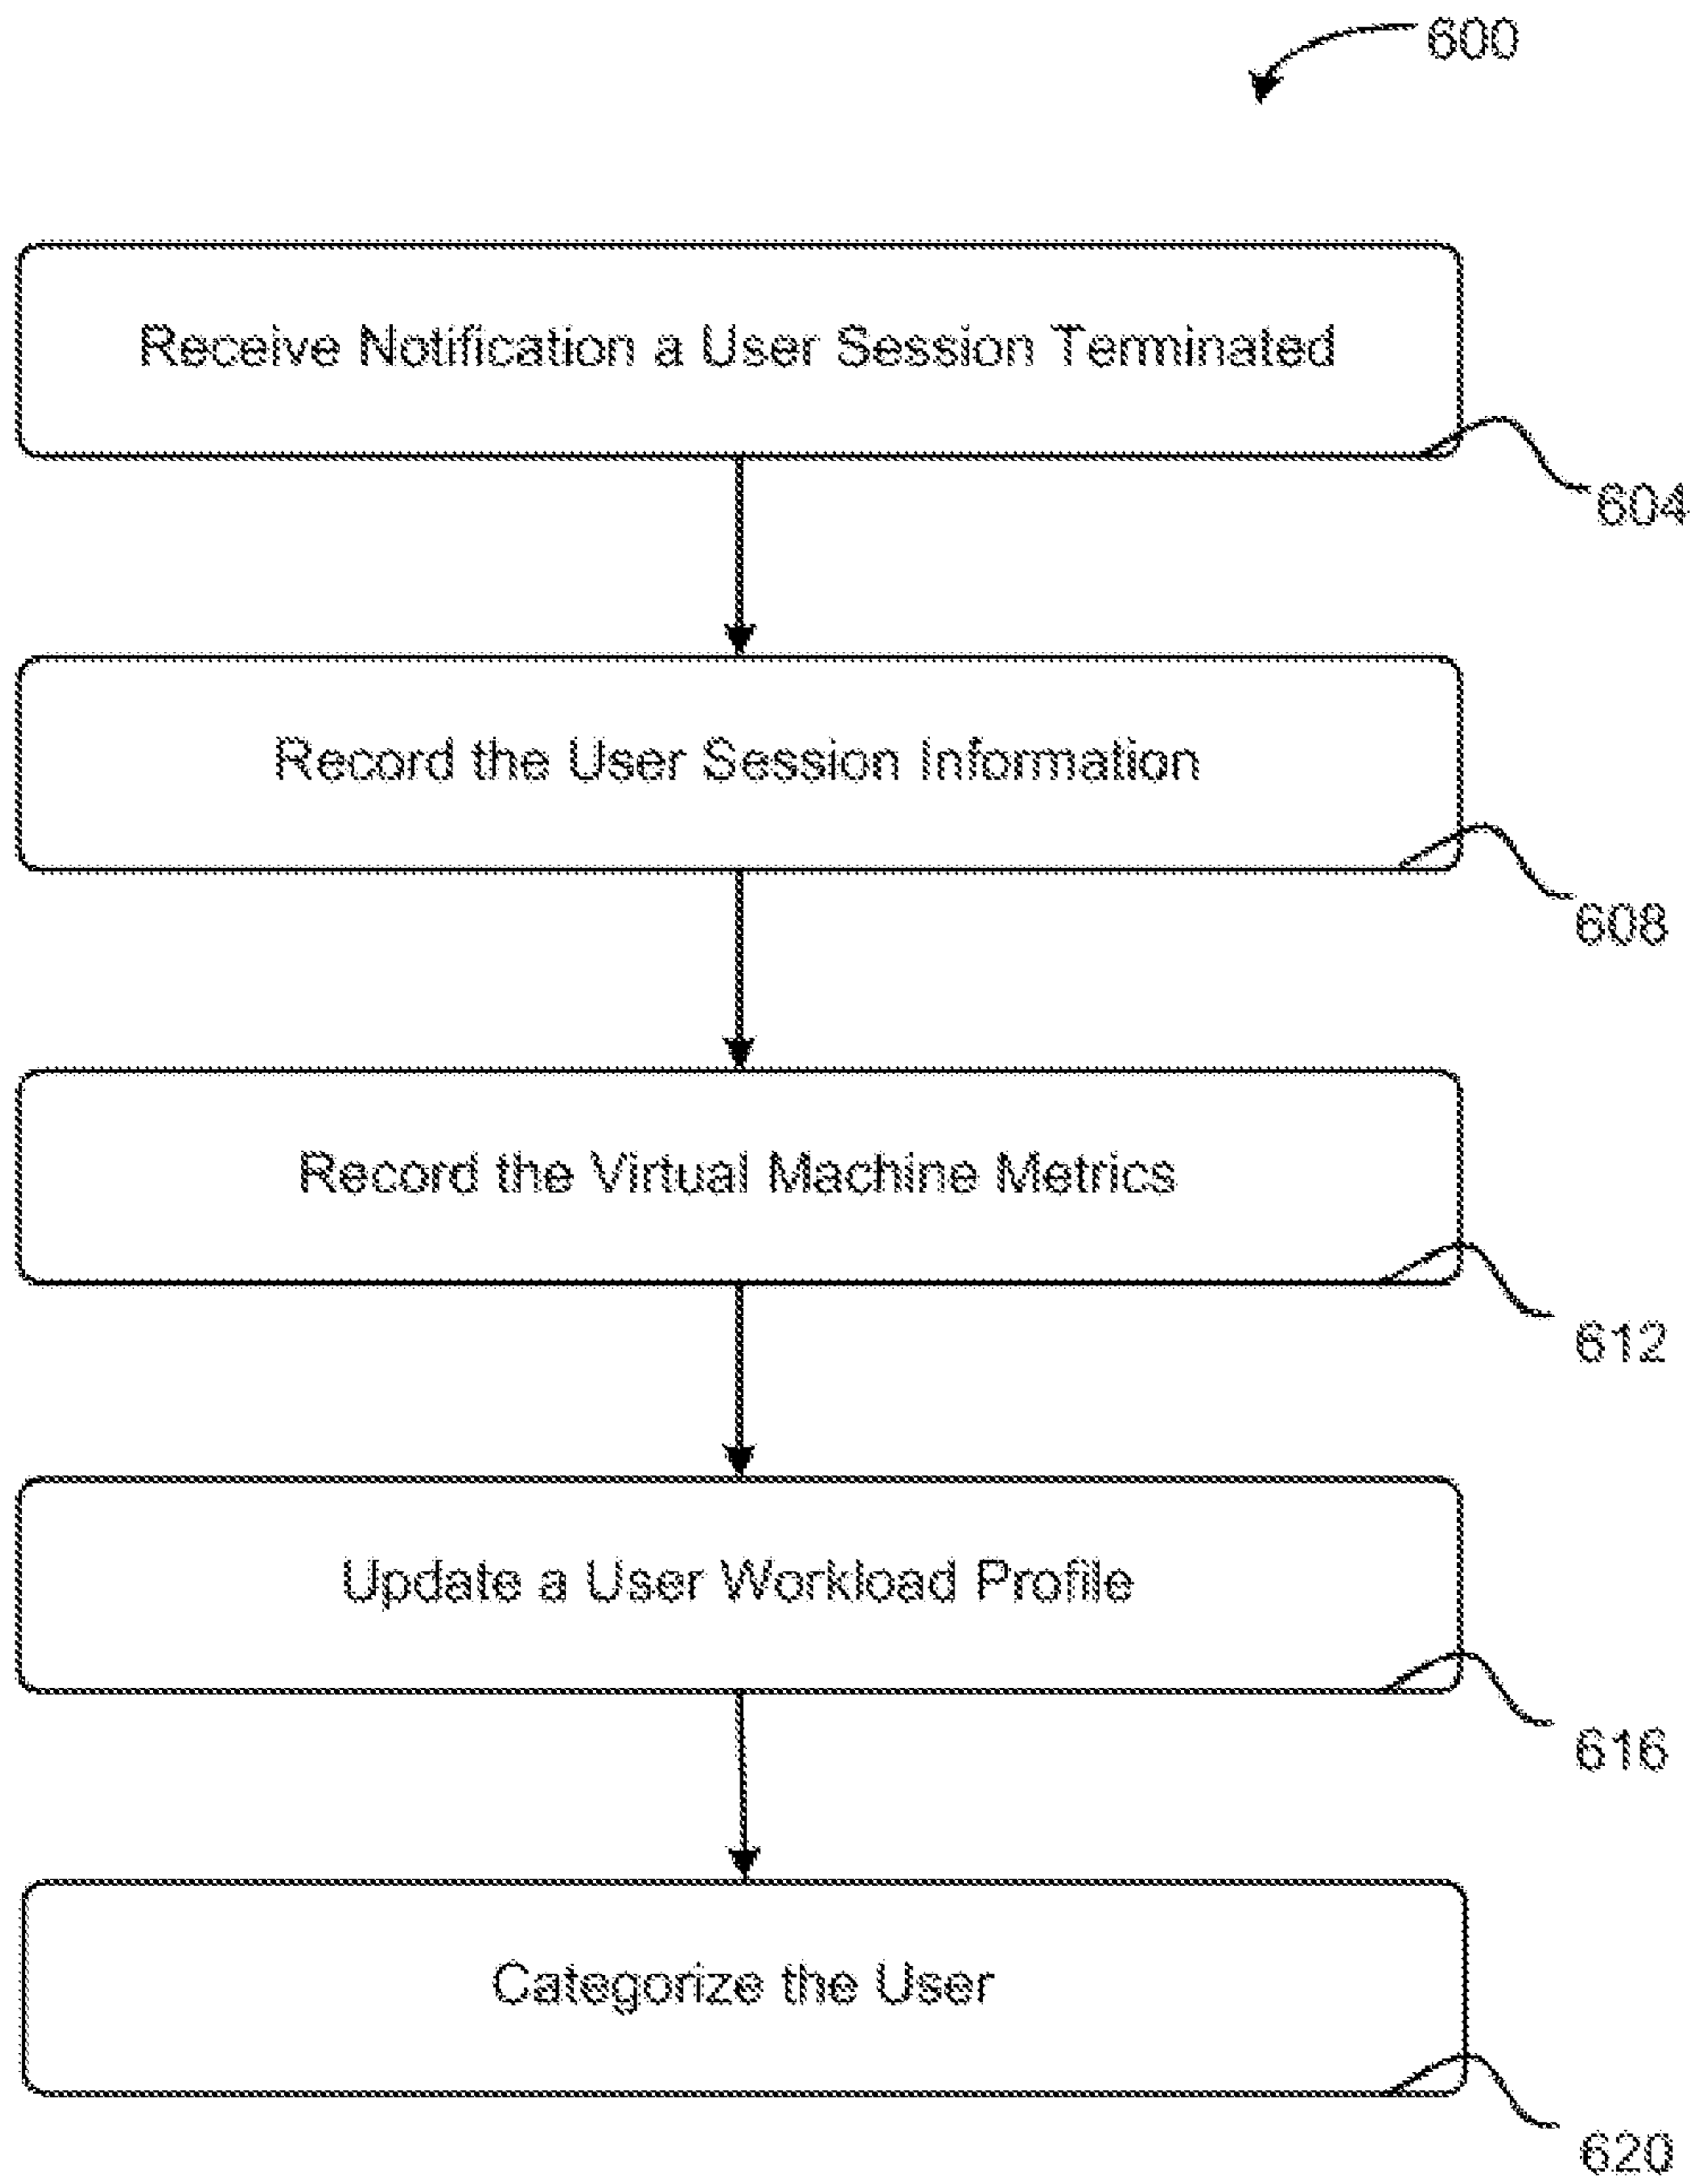 600
Receive Notification a User Session Terminated
604
Record the User Session Information
608
Record the Virtual Machine Metrics
612
Update a User Workload Profile
616
Categorize the User
620